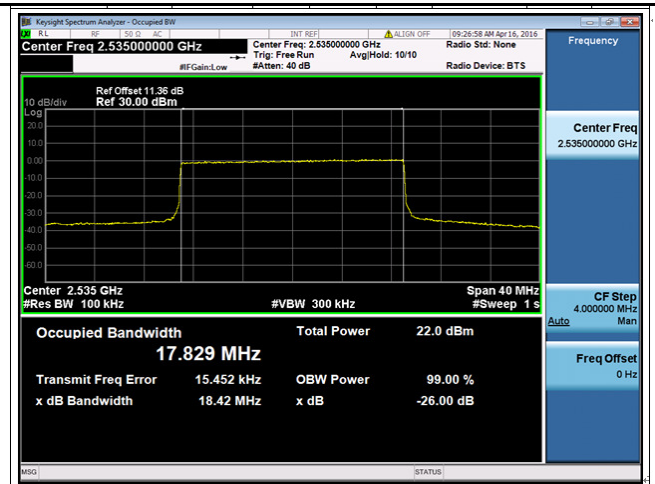 Keysight Spectrum Analyzer - Occupied BW
RL RF 50 Ω AC INT REF ALIGN OFF 09:26:58 AM Apr 16, 2016
Center Freq 2.535000000 GHz
Center Freq: 2.535000000 GHz
Radio Std: None
Trig: Free Run Avg|Hold: 10/10
#IFGain:Low
#Atten: 40 dB
Radio Device: BTS
Ref Offset 11.36 dB
10 dB/div Ref 30.00 dBm
Log
20.0
10.0
0.00
-10.0
-20.0
-30.0
-40.0
-50.0
-60.0
Center 2.535 GHz
Span 40 MHz
#Res BW 100 kHz
#VBW 300 kHz
#Sweep 1 s
Occupied Bandwidth
Total Power 22.0 dBm
17.829 MHz
Transmit Freq Error 15.452 kHz OBW Power 99.00 %
x dB Bandwidth 18.42 MHz x dB -26.00 dB
MSG
STATUS
Frequency
Center Freq
2.535000000 GHz
CF Step
4.000000 MHz
Auto Man
Freq Offset
0 Hz